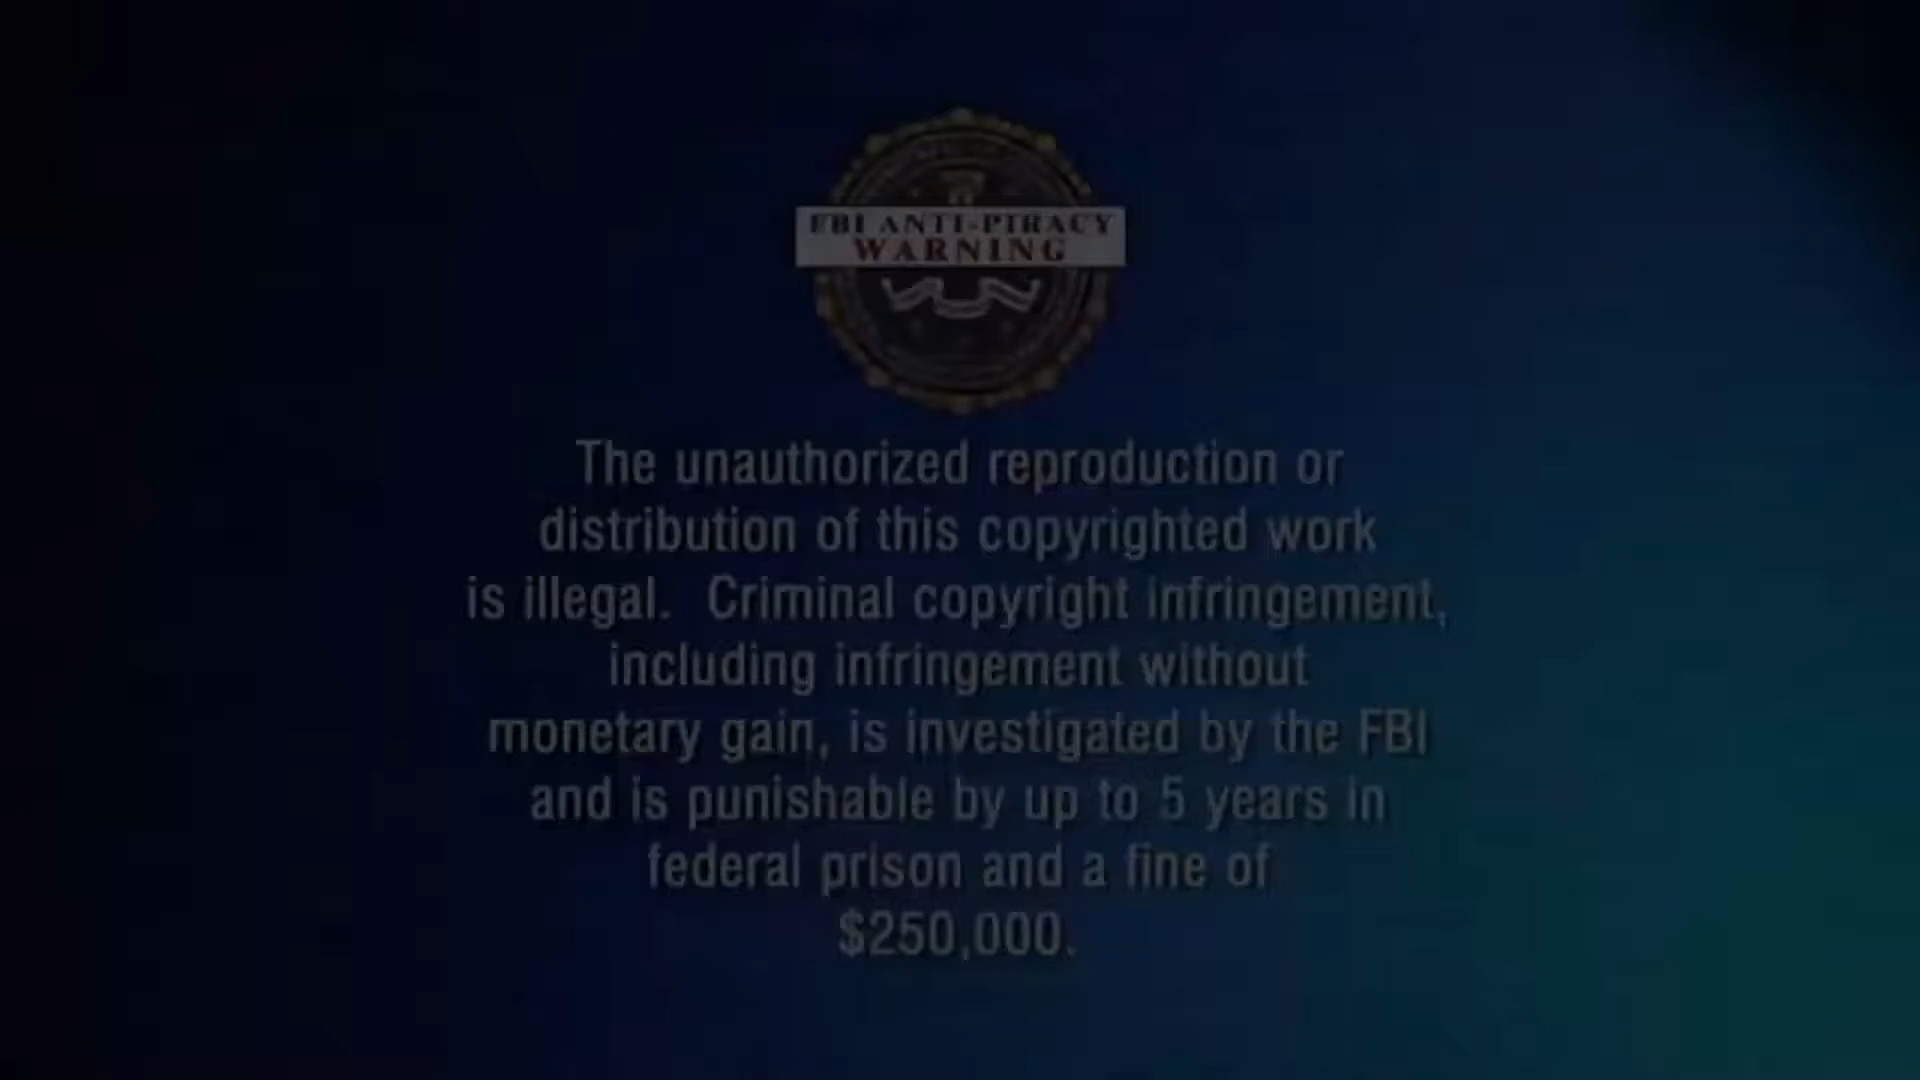 FBI ANTI-PIRACY
WARNING
The unauthorized reproduction or
distribution of this copyrighted work
is illegal. Criminal copyright infringement,
including infringement without
monetary gain, is investigated by the FBI
and is punishable by up to 5 years in
federal prison and a fine of
$250,000.